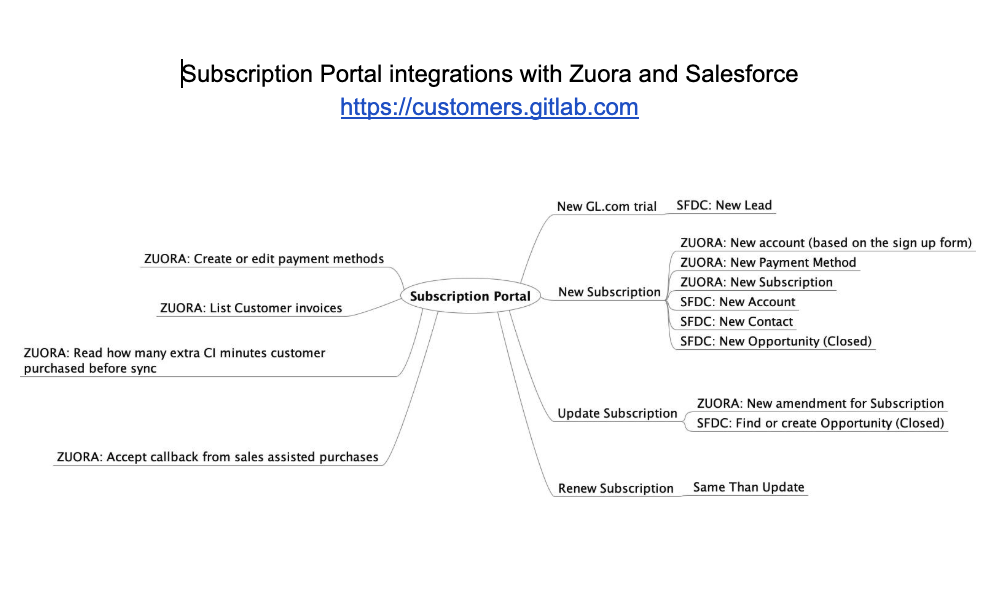 Subscription Portal integrations with Zuora and Salesforce
https://customers.gitlab.com
Subscription Portal
ZUORA: Create or edit payment methods
ZUORA: List Customer invoices
ZUORA: Read how many extra CI minutes customer
purchased before sync
ZUORA: Accept callback from sales assisted purchases
New GL.com trial
SFDC: New Lead
New Subscription
ZUORA: New account (based on the sign up form)
ZUORA: New Payment Method
ZUORA: New Subscription
SFDC: New Account
SFDC: New Contact
SFDC: New Opportunity (Closed)
Update Subscription
ZUORA: New amendment for Subscription
SFDC: Find or create Opportunity (Closed)
Renew Subscription
Same Than Update